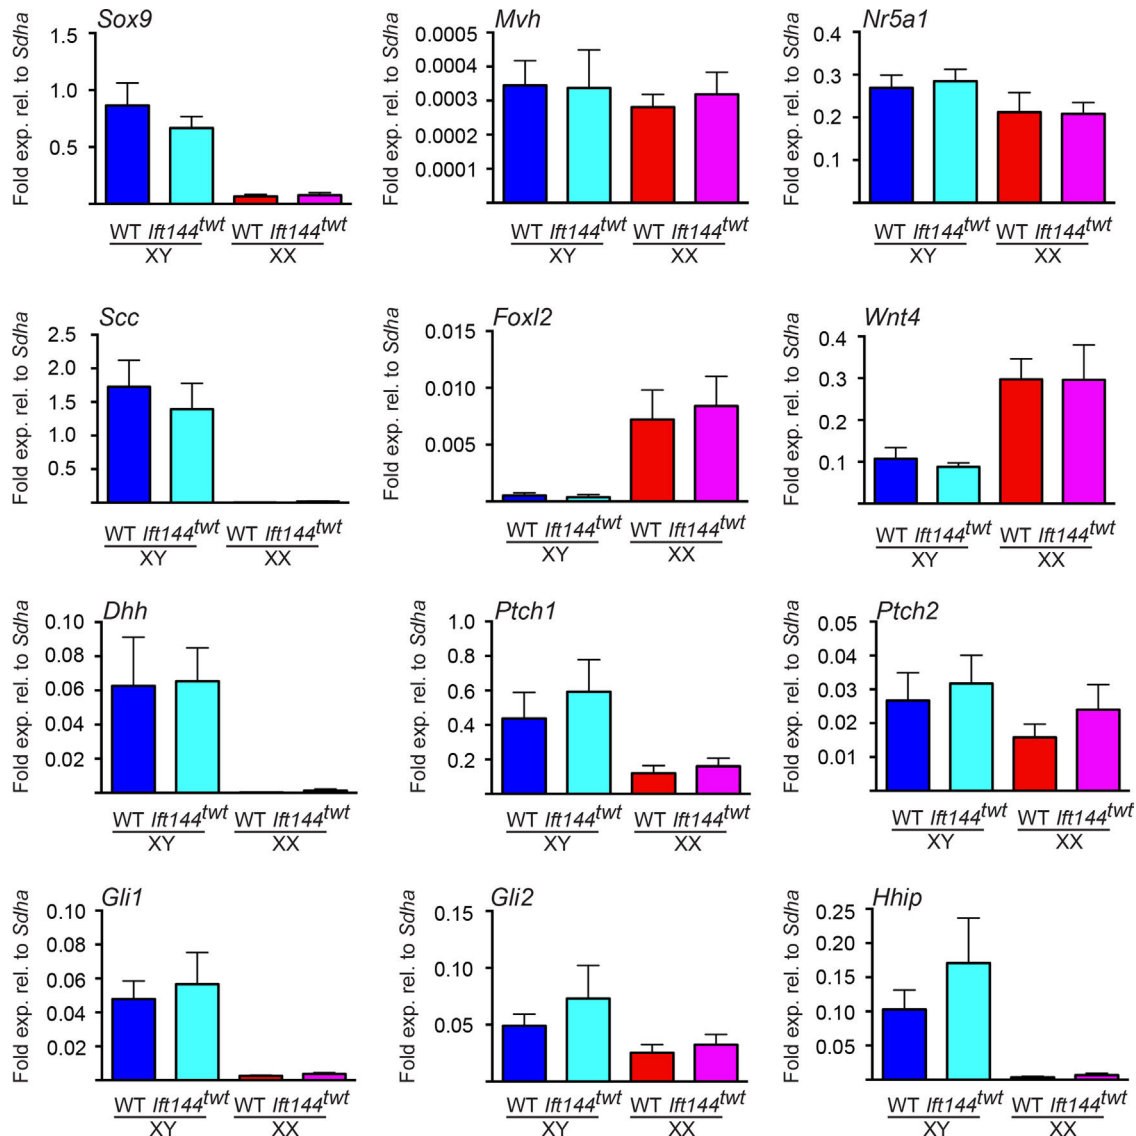 Sox9
Fold exp. rel. to Sdha
1.5
1.0
0.5
WT Ift144twt WT Ift144twt
XY XX
Mvh
Fold exp. rel. to Sdha
0.0005
0.0004
0.0003
0.0002
0.0001
WT Ift144twt WT Ift144twt
XY XX
Nr5a1
Fold exp. rel. to Sdha
0.4
0.3
0.2
0.1
WT Ift144twt WT Ift144twt
XY XX
Scc
Fold exp. rel. to Sdha
2.5
2.0
1.5
1.0
0.5
WT Ift144twt WT Ift144twt
XY XX
Foxl2
Fold exp. rel. to Sdha
0.015
0.010
0.005
WT Ift144twt WT Ift144twt
XY XX
Wnt4
Fold exp. rel. to Sdha
0.4
0.3
0.2
0.1
WT Ift144twt WT Ift144twt
XY XX
Dhh
Fold exp. rel. to Sdha
0.10
0.08
0.06
0.04
0.02
WT Ift144twt WT Ift144twt
XY XX
Ptch1
Fold exp. rel. to Sdha
1.0
0.8
0.6
0.4
0.2
WT Ift144twt WT Ift144twt
XY XX
Ptch2
Fold exp. rel. to Sdha
0.05
0.04
0.03
0.02
0.01
WT Ift144twt WT Ift144twt
XY XX
Gli1
Fold exp. rel. to Sdha
0.10
0.08
0.06
0.04
0.02
WT Ift144twt WT Ift144twt
XY XX
Gli2
Fold exp. rel. to Sdha
0.15
0.10
0.05
WT Ift144twt WT Ift144twt
XY XX
Hhip
Fold exp. rel. to Sdha
0.25
0.20
0.15
0.10
0.05
WT Ift144twt WT Ift144twt
XY XX